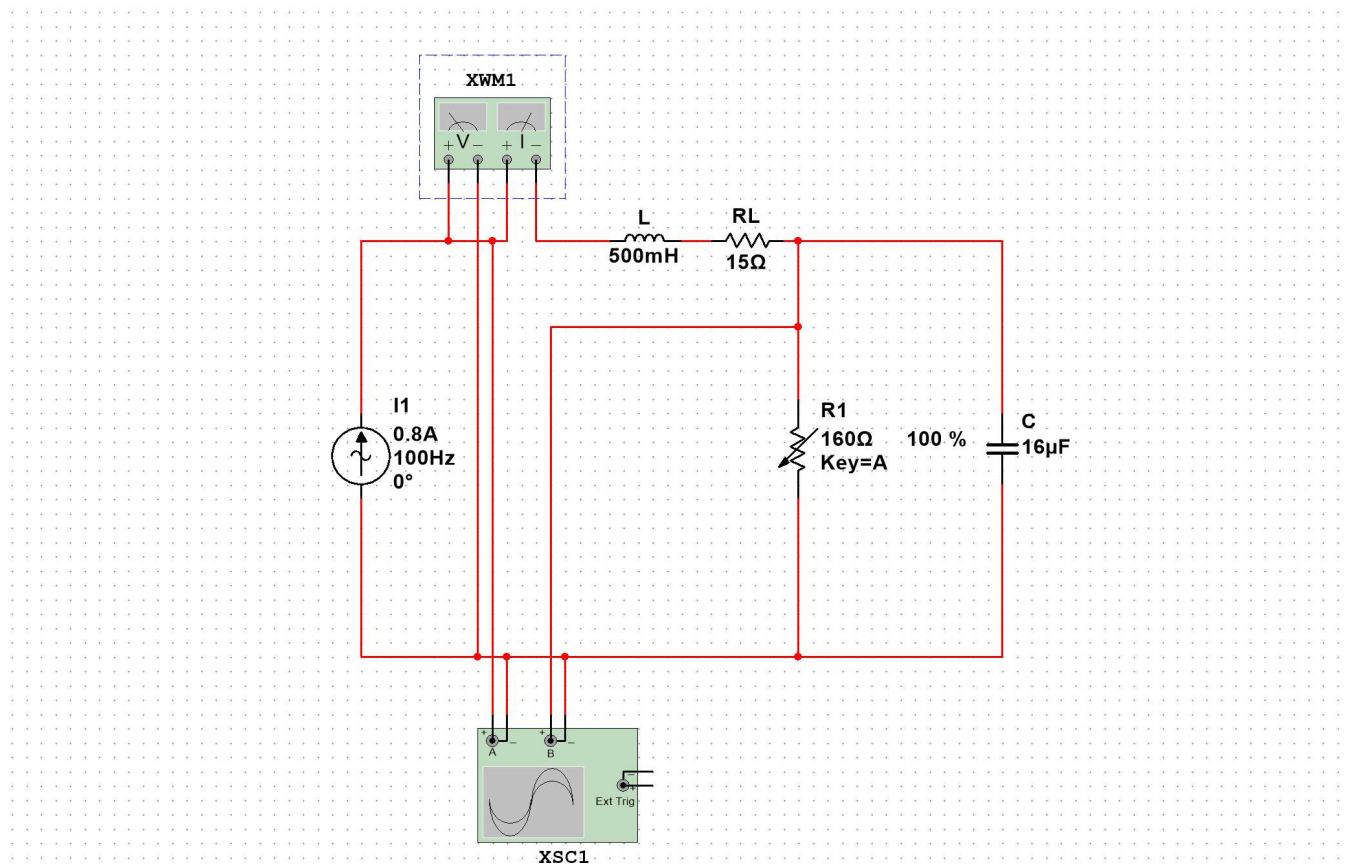 XWM1
V I
+ - + -
L
500mH
RL
15Ω
I1
0.8A
100Hz
0°
R1
160Ω 100 %
Key=A
C
16µF
+ - + -
A B
- +
Ext Trig
XSC1